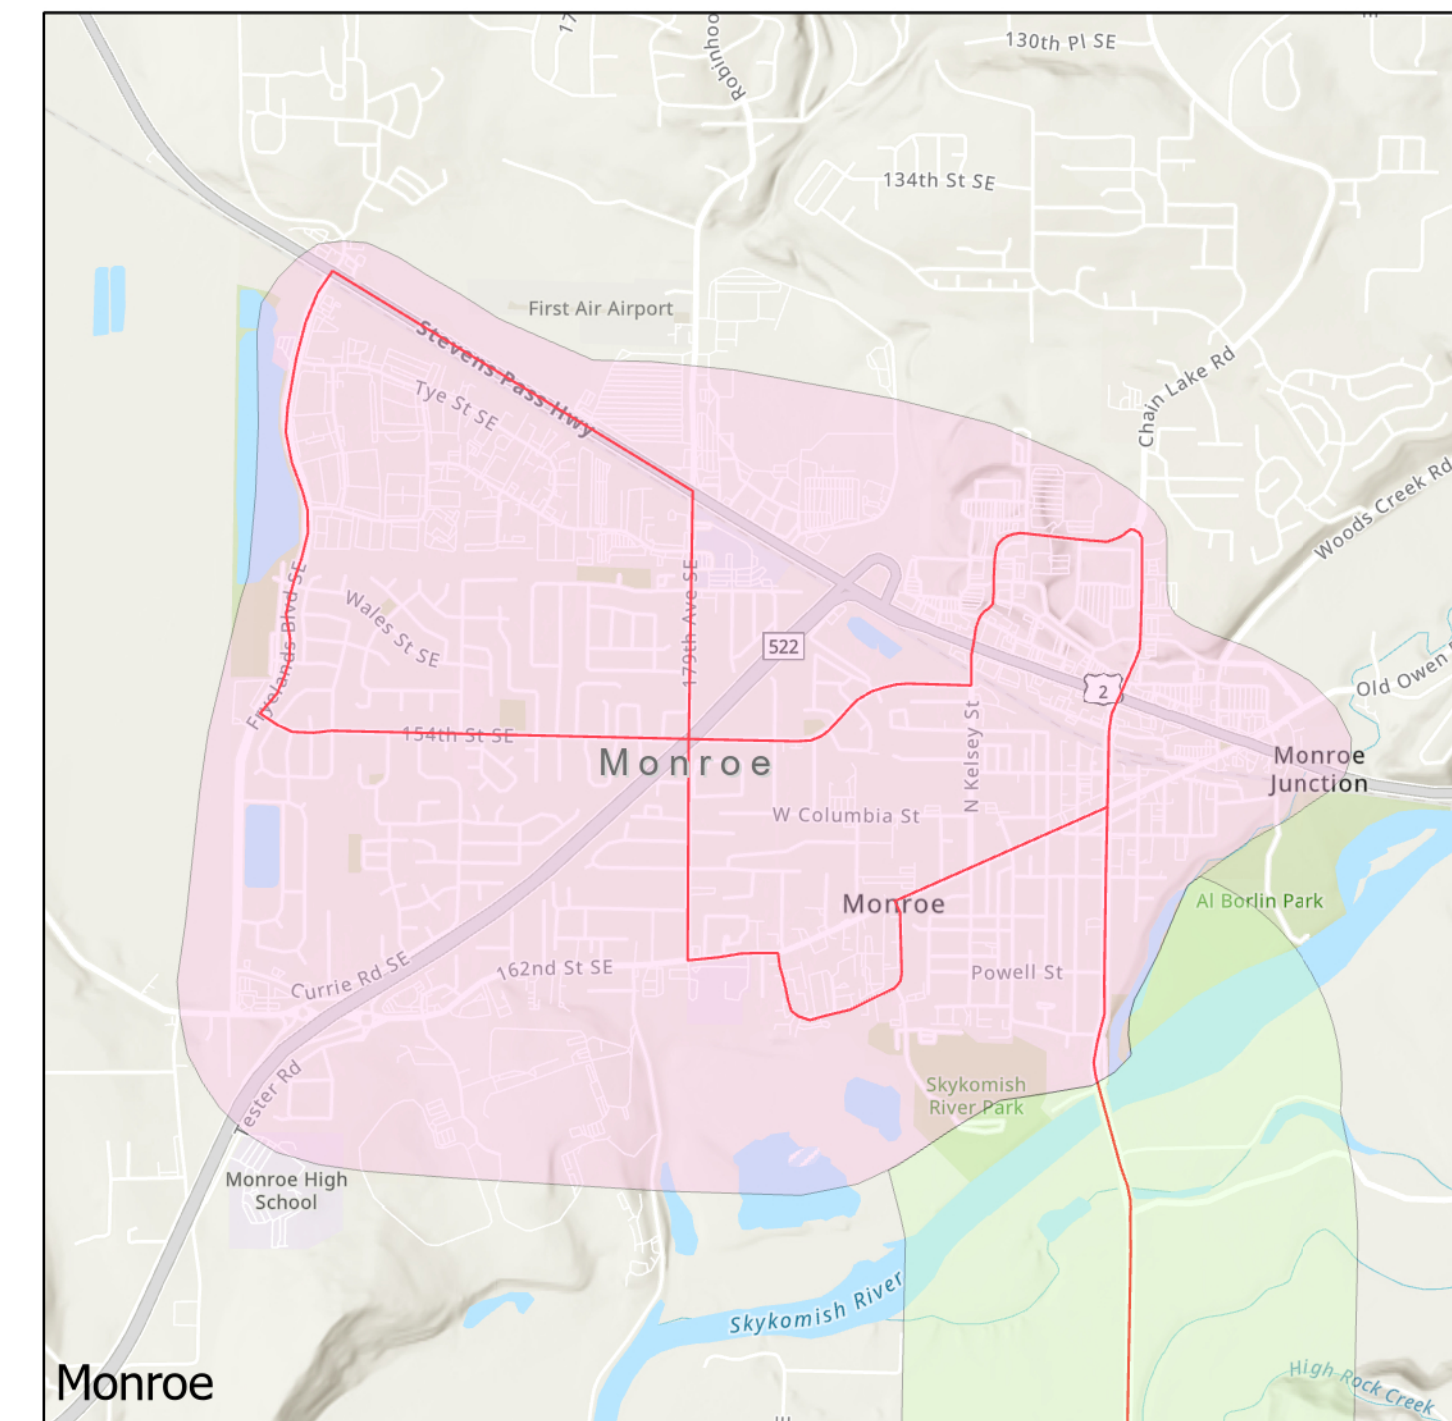 17
Robinhoo
130th Pl SE
134th St SE
First Air Airport
Chain Lake Rd
Stevens Pass Hwy
Tye St SE
Woods Creek Rd
179th Ave SE
Frylands Blvd SE
Wales St SE
522
Old Owen
2
154th St SE
Monroe
N Kelsey St
Monroe
Junction
W Columbia St
Monroe
Al Borlin Park
Currie Rd SE
162nd St SE
Powell St
Tester Rd
Skykomish
River Park
Monroe High
School
Skykomish River
High Rock Creek
Monroe